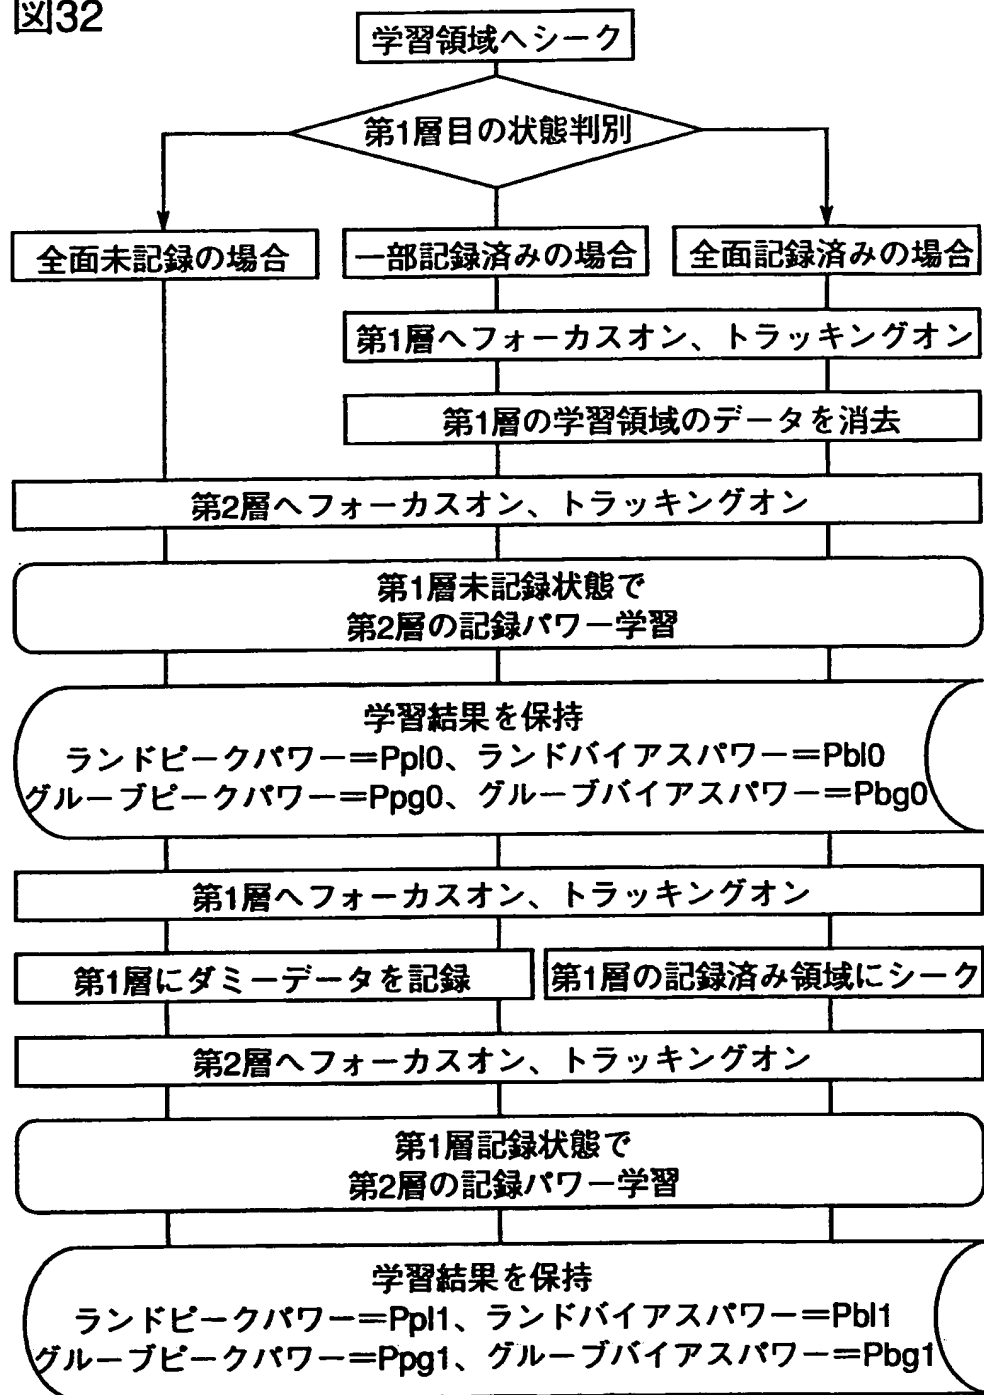 図32
学習領域へシーク
第1層目の状態判別
全面未記録の場合
一部記録済みの場合
全面記録済みの場合
第1層へフォーカスオン、トラッキングオン
第1層の学習領域のデータを消去
第2層へフォーカスオン、トラッキングオン
第1層未記録状態で
第2層の記録パワー学習
学習結果を保持
ランドピークパワー=Ppl0、ランドバイアスパワー=Pbl0
グルーブピークパワー=Ppg0、グルーブバイアスパワー=Pbg0
第1層へフォーカスオン、トラッキングオン
第1層にダミーデータを記録
第1層の記録済み領域にシーク
第2層へフォーカスオン、トラッキングオン
第1層記録状態で
第2層の記録パワー学習
学習結果を保持
ランドピークパワー=Ppl1、ランドバイアスパワー=Pbl1
グルーブピークパワー=Ppg1、グルーブバイアスパワー=Pbg1